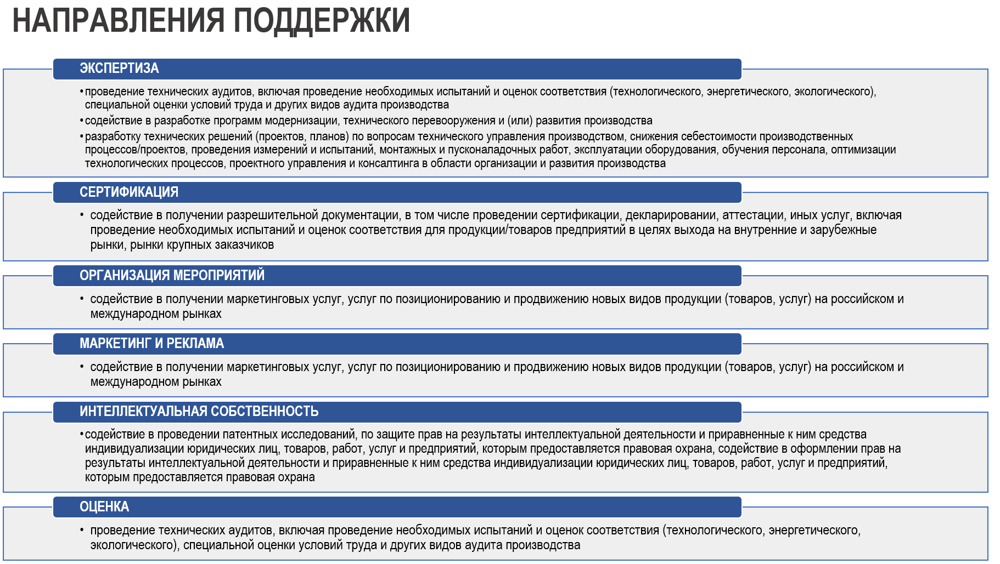 НАПРАВЛЕНИЯ ПОДДЕРЖКИ
ЭКСПЕРТИЗА
•проведение технических аудитов, включая проведение необходимых испытаний и оценок соответствия (технологического, энергетического, экологического),
специальной оценки условий труда и других видов аудита производства
•содействие в разработке программ модернизации, технического перевооружения и (или) развития производства
•разработку технических решений (проектов, планов) по вопросам технического управления производством, снижения себестоимости производственных
процессов/проектов, проведения измерений и испытаний, монтажных и пусконаладочных работ, эксплуатации оборудования, обучения персонала, оптимизации
технологических процессов, проектного управления и консалтинга в области организации и развития производства
СЕРТИФИКАЦИЯ
• содействие в получении разрешительной документации, в том числе проведении сертификации, декларировании, аттестации, иных услуг, включая
проведение необходимых испытаний и оценок соответствия для продукции/товаров предприятий в целях выхода на внутренние и зарубежные
рынки, рынки крупных заказчиков
ОРГАНИЗАЦИЯ МЕРОПРИЯТИЙ
• содействие в получении маркетинговых услуг, услуг по позиционированию и продвижению новых видов продукции (товаров, услуг) на российском и
международном рынках
МАРКЕТИНГ И РЕКЛАМА
• содействие в получении маркетинговых услуг, услуг по позиционированию и продвижению новых видов продукции (товаров, услуг) на российском и
международном рынках
ИНТЕЛЛЕКТУАЛЬНАЯ СОБСТВЕННОСТЬ
•содействие в проведении патентных исследований, по защите прав на результаты интеллектуальной деятельности и приравненные к ним средства
индивидуализации юридических лиц, товаров, работ, услуг и предприятий, которым предоставляется правовая охрана, содействие в оформлении прав на
результаты интеллектуальной деятельности и приравненные к ним средства индивидуализации юридических лиц, товаров, работ, услуг и предприятий,
которым предоставляется правовая охрана
ОЦЕНКА
• проведение технических аудитов, включая проведение необходимых испытаний и оценок соответствия (технологического, энергетического,
экологического), специальной оценки условий труда и других видов аудита производства